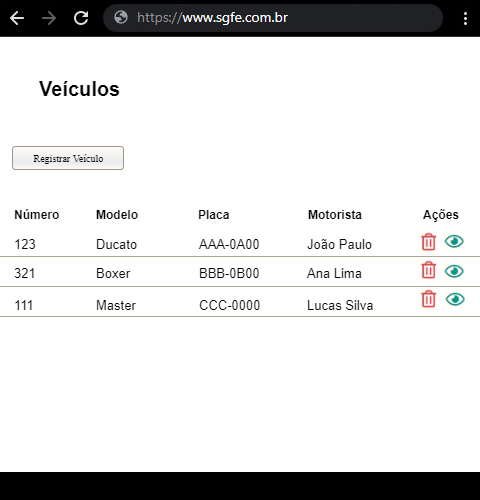 https://www.sgfe.com.br
Veículos
Registrar Veículo
Número Modelo Placa Motorista Ações
123 Ducato AAA-0A00 João Paulo
321 Boxer BBB-0B00 Ana Lima
111 Master CCC-0000 Lucas Silva